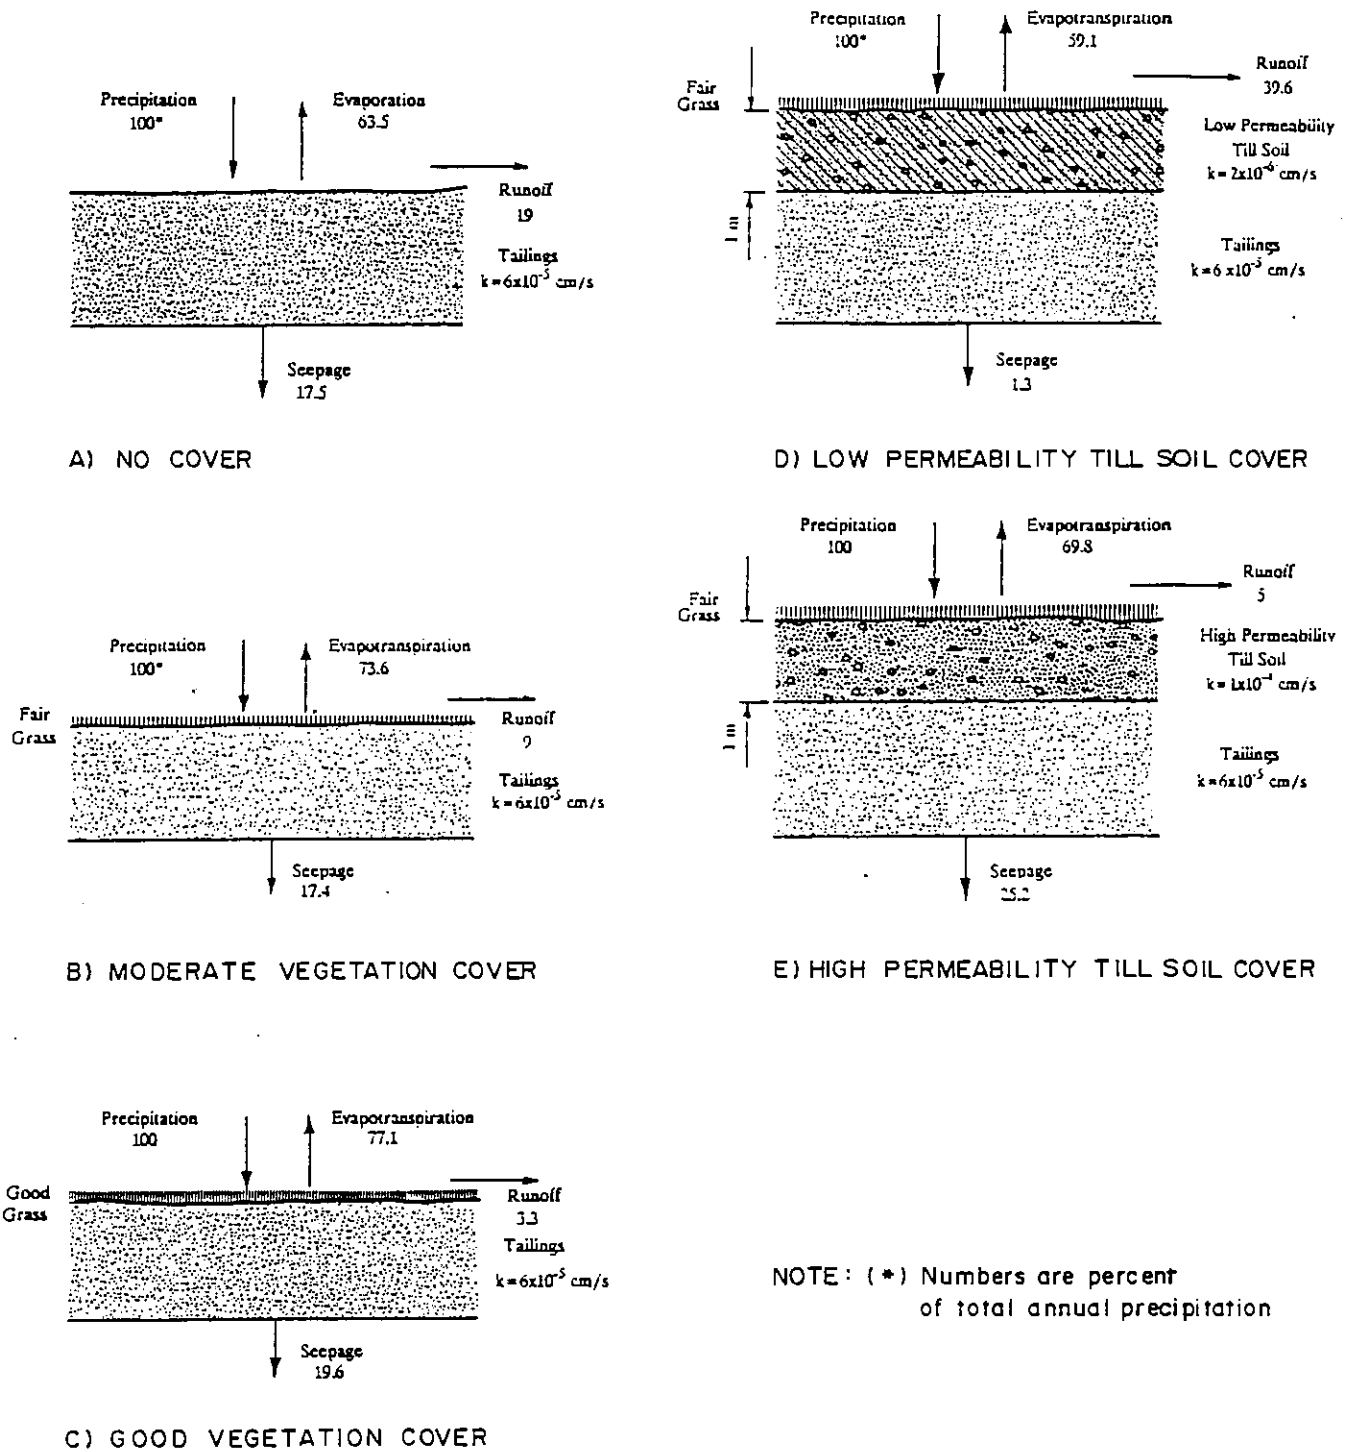 Precipitation
100*
Evaporation
63.5
Runoff
19
Tailings
k=6x10⁻⁵ cm/s
Seepage
17.5
A) NO COVER
Precipitation
100*
Evapotranspiration
73.6
Fair
Grass
Runoff
9
Tailings
k=6x10⁻⁵ cm/s
Seepage
17.4
B) MODERATE VEGETATION COVER
Precipitation
100
Evapotranspiration
77.1
Good
Grass
Runoff
3.3
Tailings
k=6x10⁻⁵ cm/s
Seepage
19.6
C) GOOD VEGETATION COVER
Precipitation
100*
Evapotranspiration
59.1
Runoff
39.6
Fair
Grass
Low Permeability
Till Soil
k=2x10⁻⁶ cm/s
1 m
Tailings
k=6x10⁻⁵ cm/s
Seepage
1.3
D) LOW PERMEABILITY TILL SOIL COVER
Precipitation
100
Evapotranspiration
69.8
Runoff
5
Fair
Grass
High Permeability
Till Soil
k=1x10⁻⁴ cm/s
1 m
Tailings
k=6x10⁻⁵ cm/s
Seepage
25.2
E) HIGH PERMEABILITY TILL SOIL COVER
NOTE: (*) Numbers are percent
of total annual precipitation